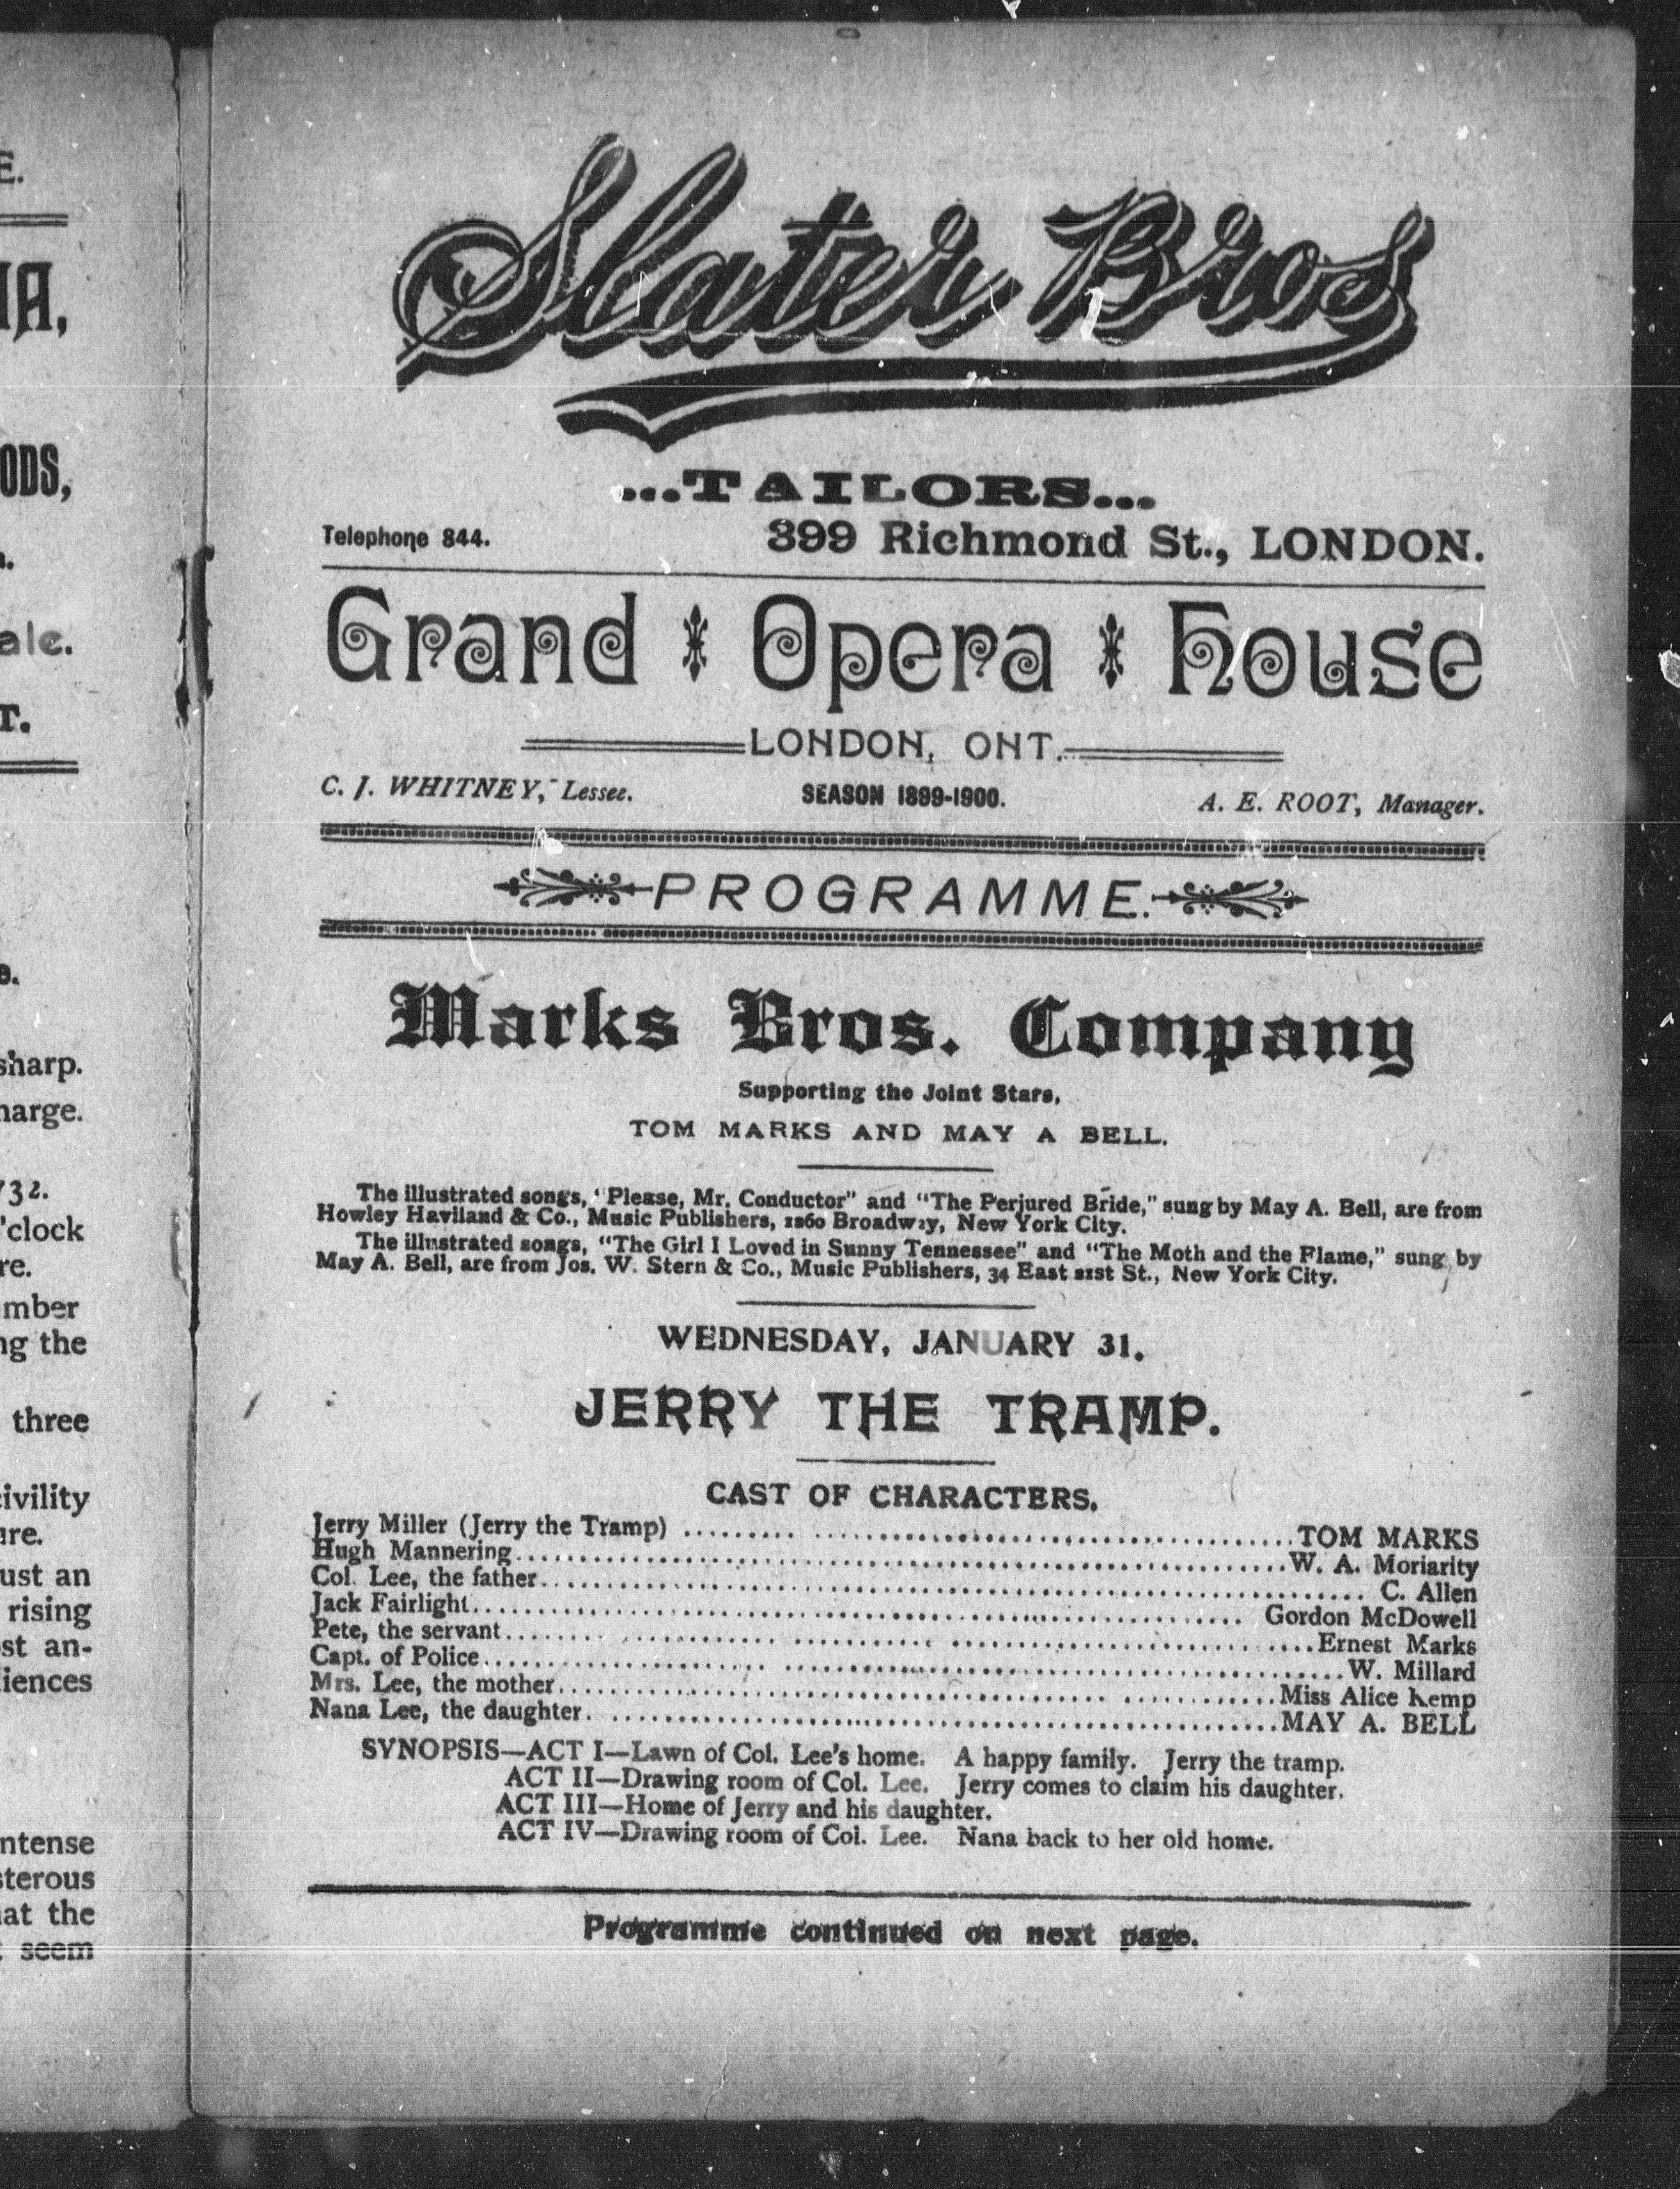 E.
IA,
ODS,
ale.
T.
sharp.
harge.
732.
'clock
re.
mber
ng the
three
civility
ure.
ust an
rising
st an-
iences
intense
sterous
at the
seem
Slater Bros
...TAILORS...
Telephone 844. 399 Richmond St., LONDON.
Grand Opera House
LONDON, ONT.
C. J. WHITNEY, Lessee. SEASON 1899-1900. A. E. ROOT, Manager.
PROGRAMME.
Marks Bros. Company
Supporting the Joint Stars,
TOM MARKS AND MAY A BELL.
The illustrated songs, "Please, Mr. Conductor" and "The Perjured Bride," sung by May A. Bell, are from
Howley Haviland & Co., Music Publishers, 1260 Broadway, New York City.
The illustrated songs, "The Girl I Loved in Sunny Tennessee" and "The Moth and the Flame," sung by
May A. Bell, are from Jos. W. Stern & Co., Music Publishers, 34 East 21st St., New York City.
WEDNESDAY, JANUARY 31.
JERRY THE TRAMP.
CAST OF CHARACTERS.
Jerry Miller (Jerry the Tramp) ........ TOM MARKS
Hugh Mannering ........ W. A. Moriarity
Col. Lee, the father ........ C. Allen
Jack Fairlight ........ Gordon McDowell
Pete, the servant ........ Ernest Marks
Capt. of Police ........ W. Millard
Mrs. Lee, the mother ........ Miss Alice Kemp
Nana Lee, the daughter. ........ MAY A. BELL
SYNOPSIS—ACT I—Lawn of Col. Lee's home. A happy family. Jerry the tramp.
ACT II—Drawing room of Col. Lee. Jerry comes to claim his daughter.
ACT III—Home of Jerry and his daughter.
ACT IV—Drawing room of Col. Lee. Nana back to her old home.
Programme continued on next page.